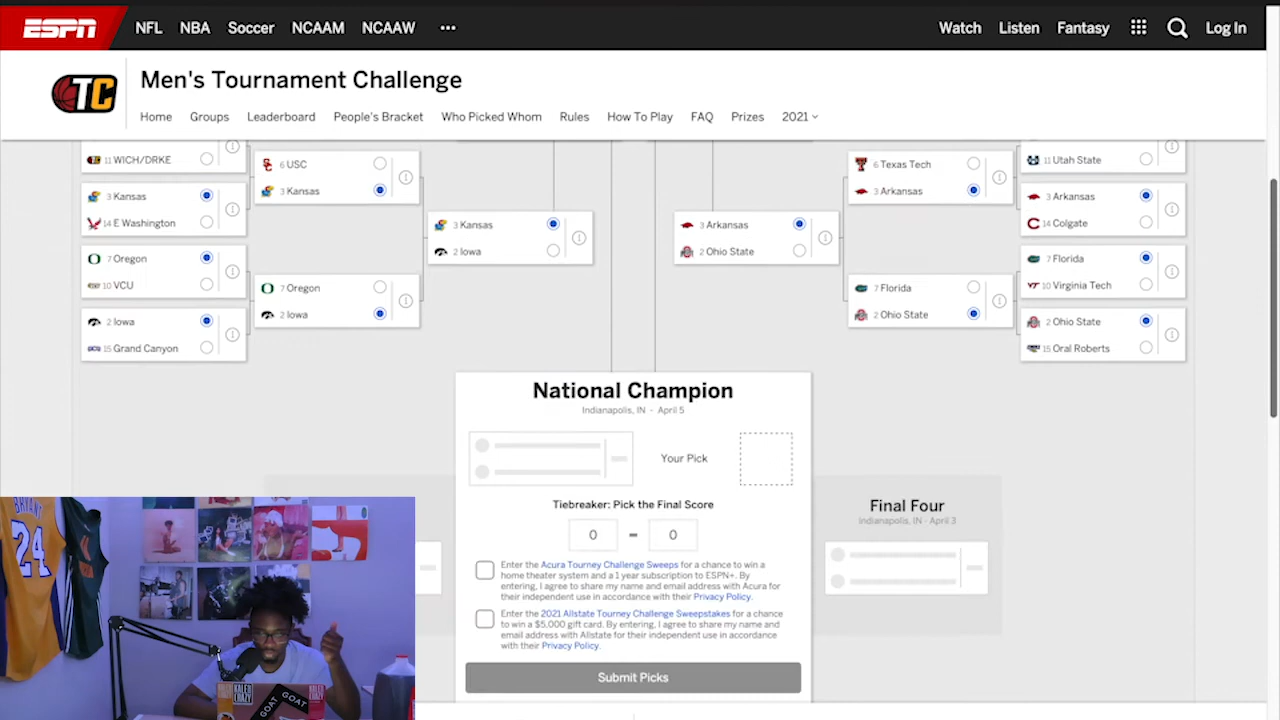 ESPN NFL NBA Soccer NCAAM NCAAW ••• Watch Listen Fantasy Log In
TC Men's Tournament Challenge
Home Groups Leaderboard People's Bracket Who Picked Whom Rules How To Play FAQ Prizes 2021
11 WICH/DRKE
3 Kansas
14 E Washington
7 Oregon
10 VCU
2 Iowa
15 Grand Canyon
6 USC
3 Kansas
7 Oregon
2 Iowa
3 Kansas
2 Iowa
3 Arkansas
2 Ohio State
6 Texas Tech
3 Arkansas
7 Florida
2 Ohio State
11 Utah State
3 Arkansas
14 Colgate
7 Florida
10 Virginia Tech
2 Ohio State
15 Oral Roberts
National Champion
Indianapolis, IN - April 5
Your Pick
Tiebreaker: Pick the Final Score
0 - 0
Enter the Acura Tourney Challenge Sweeps for a chance to win a
home theater system and a 1 year subscription to ESPN+. By
entering, I agree to share my name and email address with Acura for
their independent use in accordance with their Privacy Policy.
Enter the 2021 Allstate Tourney Challenge Sweepstakes for a chance
to win a $5,000 gift card. By entering, I agree to share my name and
email address with Allstate for their independent use in accordance
with their Privacy Policy.
Submit Picks
Final Four
Indianapolis, IN - April 3
BRYANT
24
GOAT
GOAT